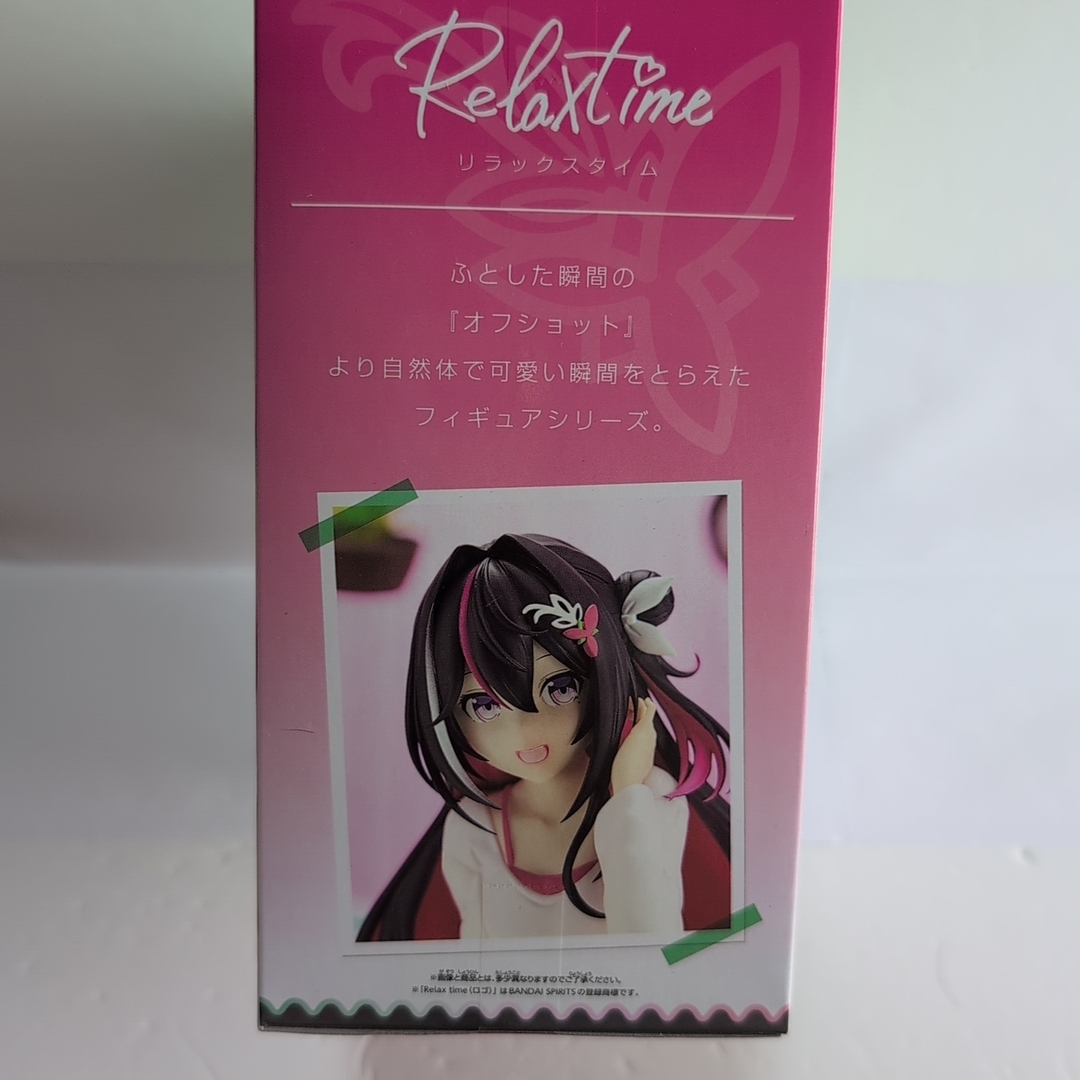 Relaxtime
リラックスタイム
ふとした瞬間の
『オフショット』
より自然体で可愛い瞬間をとらえた
フィギュアシリーズ。
※画像と商品とは、多少異なりますのでご了承ください。
※「Relax time（ロゴ）」はBANDAI SPIRITSの登録商標です。